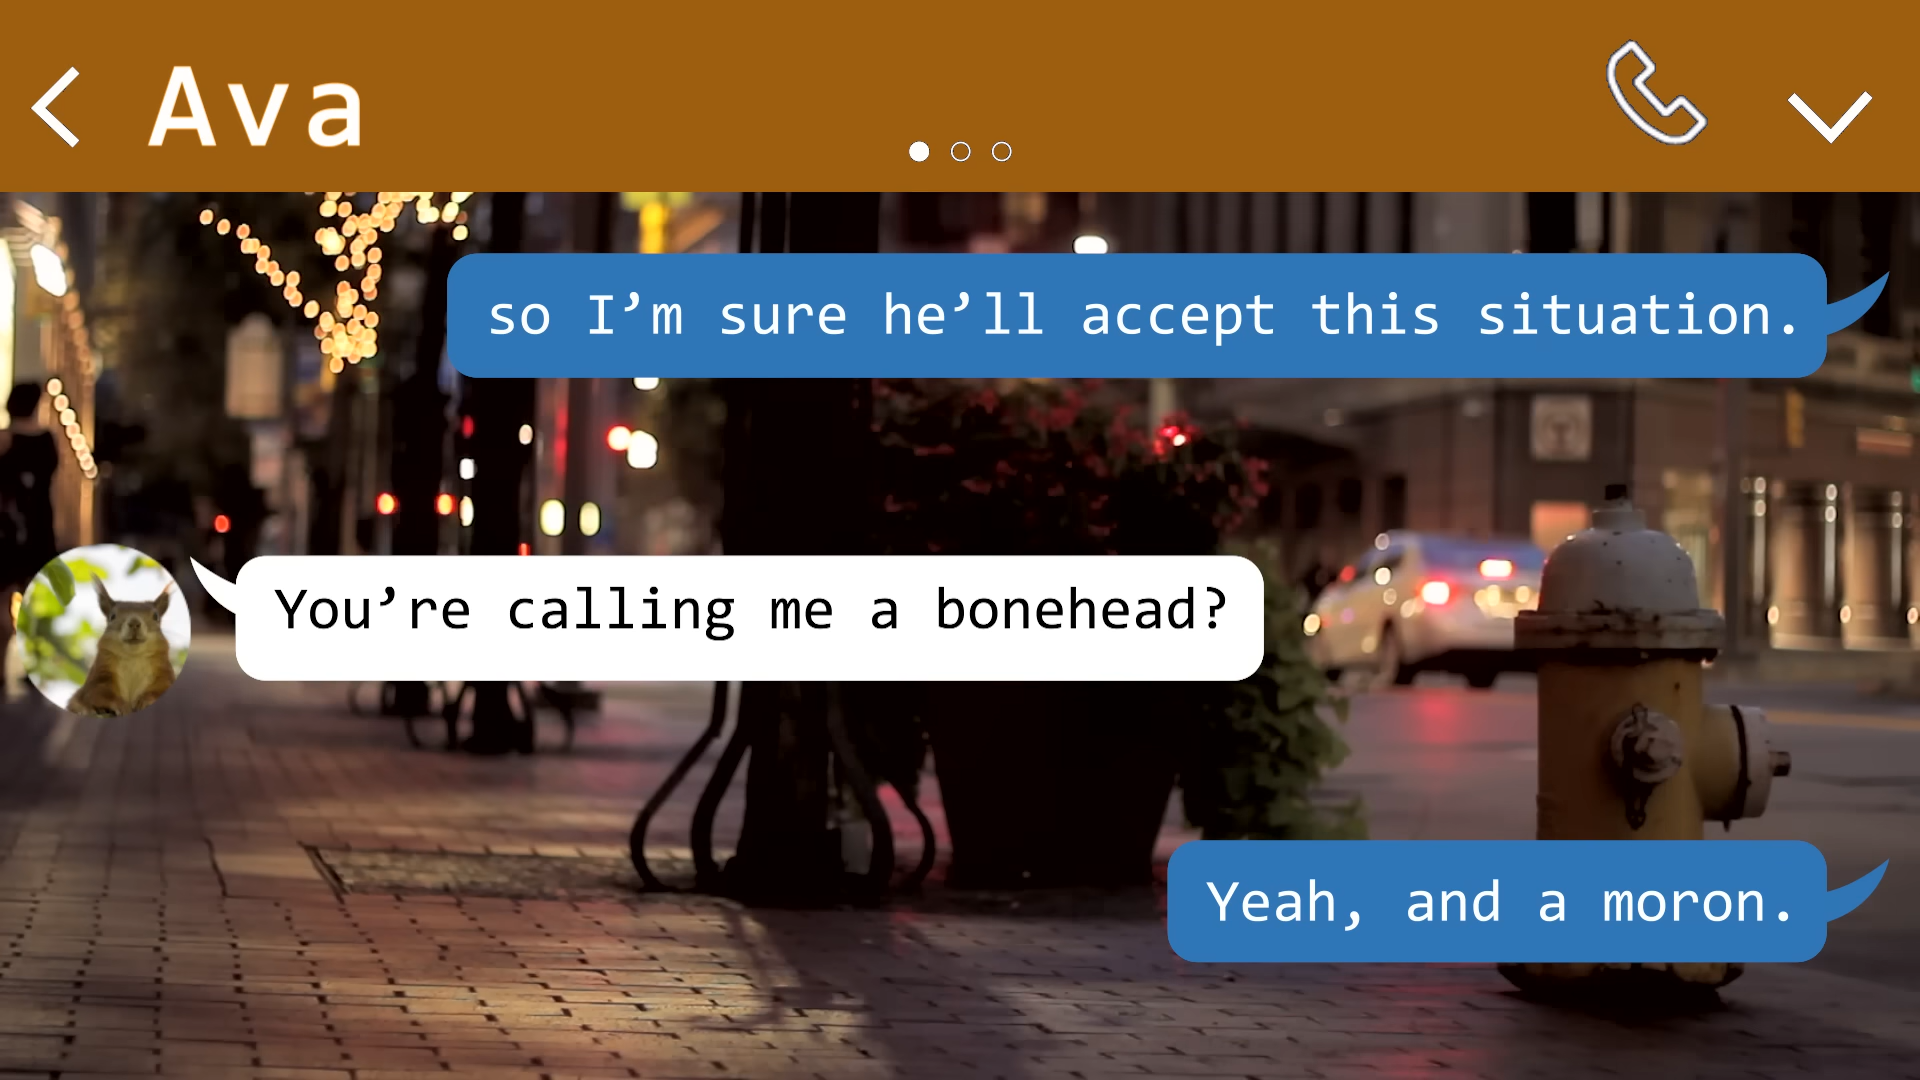 Ava
so I’m sure he’ll accept this situation.
You’re calling me a bonehead?
Yeah, and a moron.